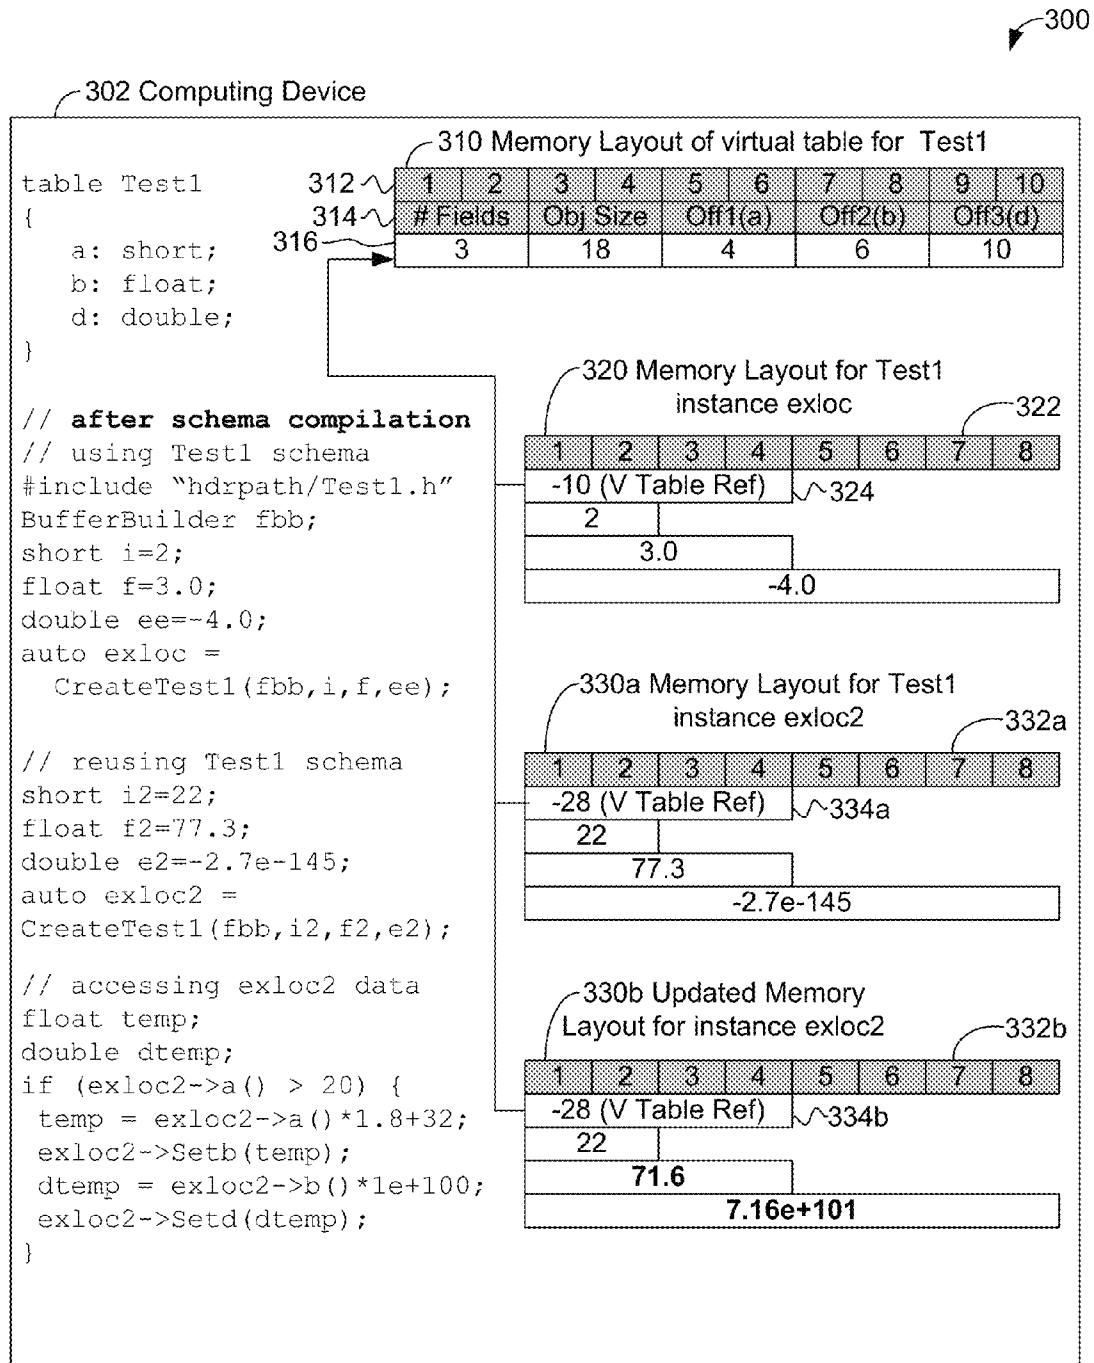 300
302 Computing Device
table Test1
{
a: short;
b: float;
d: double;
}
// after schema compilation
// using Test1 schema
#include “hdrpath/Test1.h”
BufferBuilder fbb;
short i=2;
float f=3.0;
double ee=-4.0;
auto exloc =
CreateTest1(fbb,i,f,ee);
// reusing Test1 schema
short i2=22;
float f2=77.3;
double e2=-2.7e-145;
auto exloc2 =
CreateTest1(fbb,i2,f2,e2);
// accessing exloc2 data
float temp;
double dtemp;
if (exloc2->a() > 20) {
temp = exloc2->a()*1.8+32;
exloc2->Setb(temp);
dtemp = exloc2->b()*1e+100;
exloc2->Setd(dtemp);
}
310 Memory Layout of virtual table for Test1
312 1 2 3 4 5 6 7 8 9 10
314 # Fields Obj Size Off1(a) Off2(b) Off3(d)
316 3 18 4 6 10
320 Memory Layout for Test1
instance exloc
322
1 2 3 4 5 6 7 8
-10 (V Table Ref) 324
2
3.0
-4.0
330a Memory Layout for Test1
instance exloc2
332a
1 2 3 4 5 6 7 8
-28 (V Table Ref) 334a
22
77.3
-2.7e-145
330b Updated Memory
Layout for instance exloc2
332b
1 2 3 4 5 6 7 8
-28 (V Table Ref) 334b
22
71.6
7.16e+101